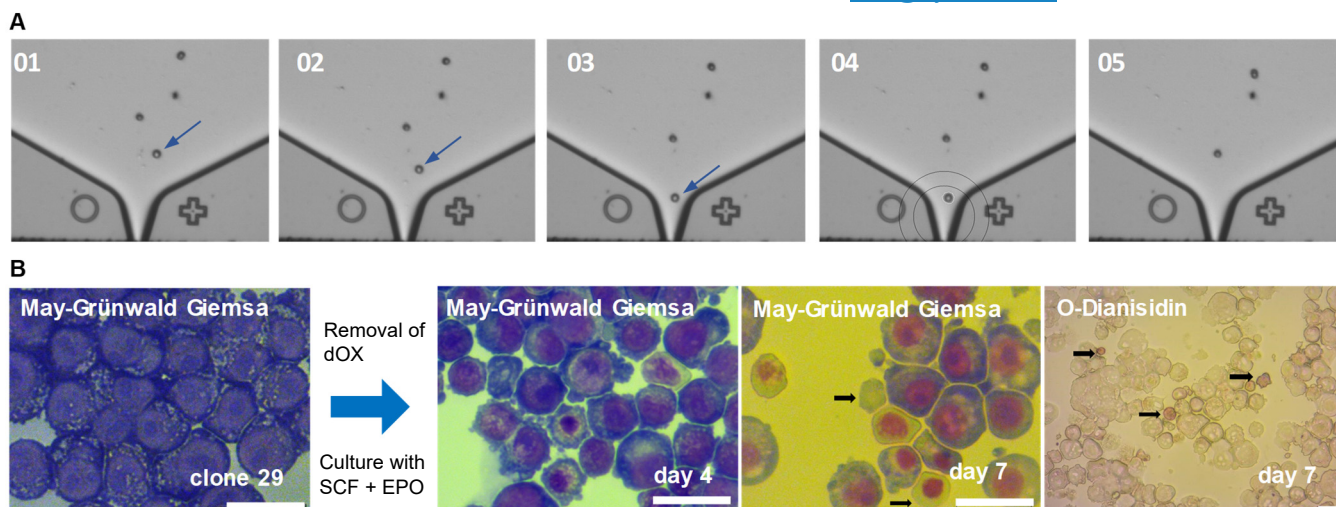 A
01
02
03
04
05
B
May-Grünwald Giemsa
clone 29
Removal of
dOX
Culture with
SCF + EPO
May-Grünwald Giemsa
day 4
May-Grünwald Giemsa
day 7
O-Dianisidin
day 7